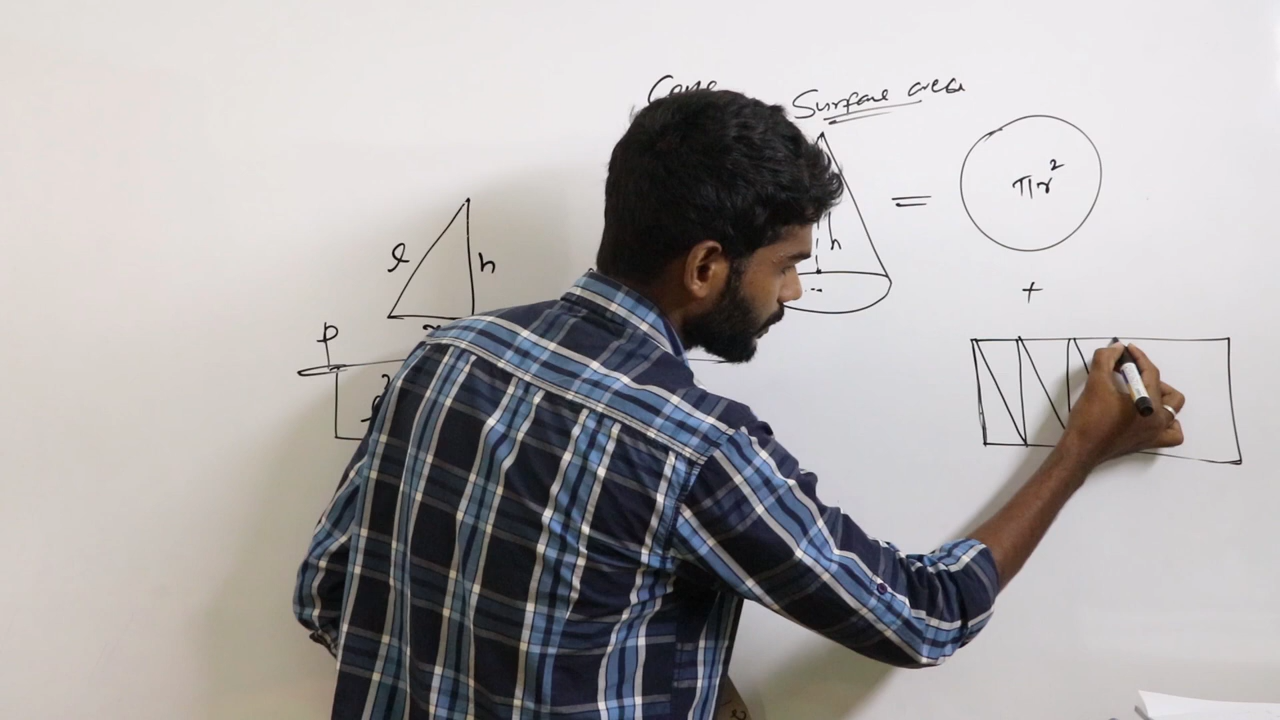 Cone
Surface area
πr²
l
h
h
=
+
p